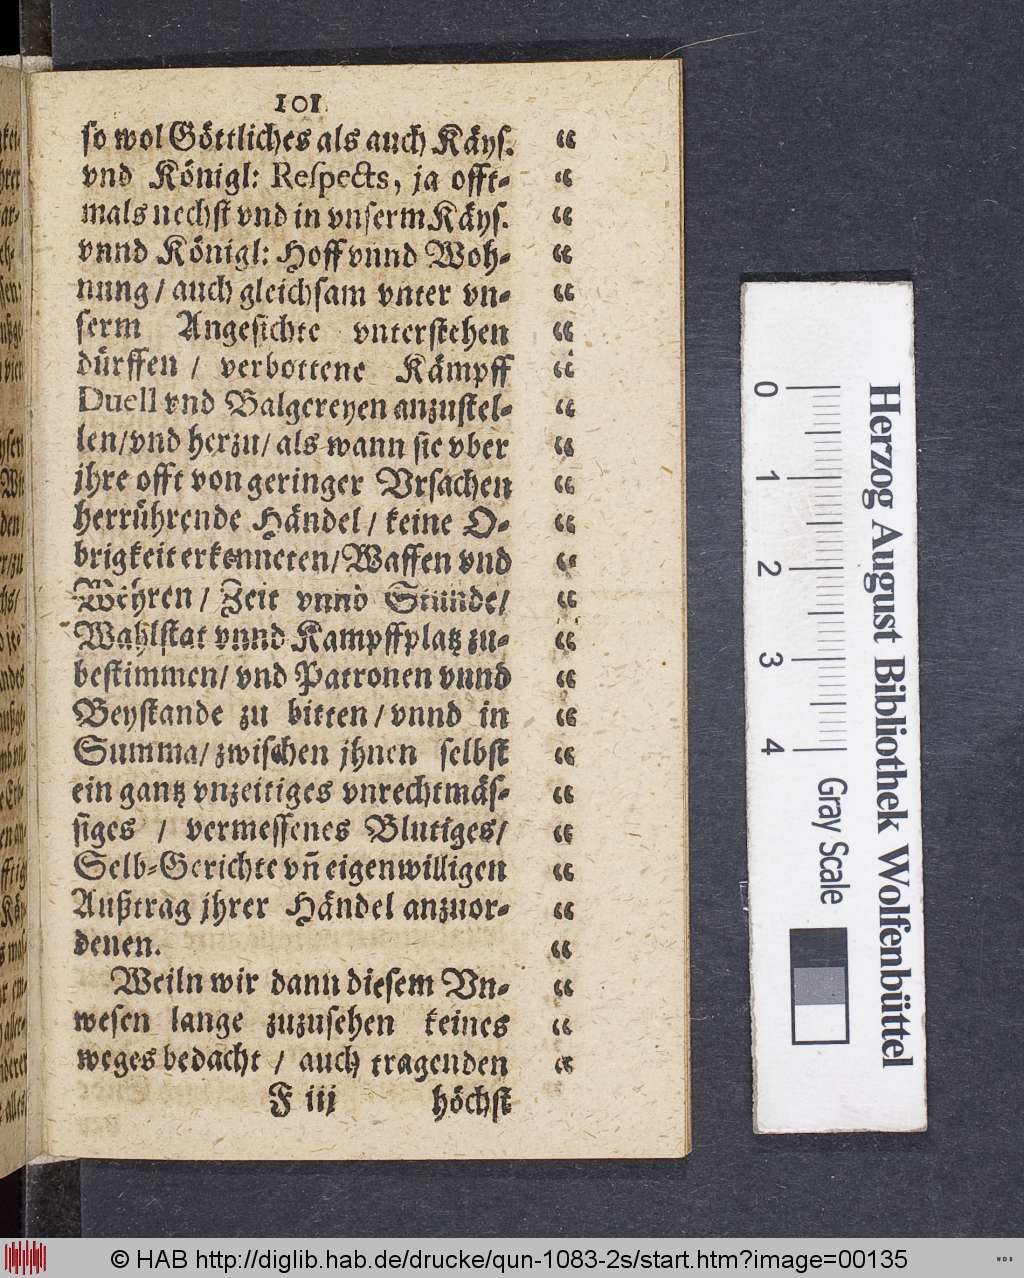 101
so wol Göttliches als auch Käys. “
vnd Königl: Respects, ja offt- “
mals nechst vnd in vnserm Käys. “
vnnd Königl: Hoff vnnd Woh- “
nung / auch gleichsam vnter vn- “
serm Angesichte vnterstehen “
dürffen / verbottene Kämpff “
Duell vnd Balgereyen anzustel- “
len/vnd herzu/ als wann sie vber “
jhre offt von geringer Vrsachen “
herrührende Händel / keine O- “
brigkeit erkenneten/ Waffen vnd “
Wehren / Zeit vnnd Stunde/ “
Wahlstat vnnd Kampffplatz zu- “
bestimmen/ vnd Patronen vnnd “
Beystande zu bitten / vnnd in “
Summa/ zwischen jhnen selbst “
ein gantz vnzeitiges vnrechtmäs- “
siges / vermessenes Blutiges/ “
Selb-Gerichte vn̄ eigenwilligen “
Außtrag jhrer Händel anzuor- “
denen. “
Weiln wir dann diesem Vn- “
wesen lange zuzusehen keines “
weges bedacht / auch tragenden “
F iij höchst
Herzog August Bibliothek Wolfenbüttel
0 1 2 3 4 Gray Scale
© HAB http://diglib.hab.de/drucke/qun-1083-2s/start.htm?image=00135